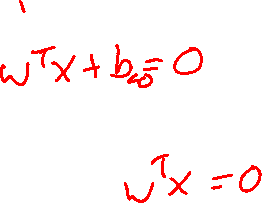 w^T x + b = 0
w^T x = 0